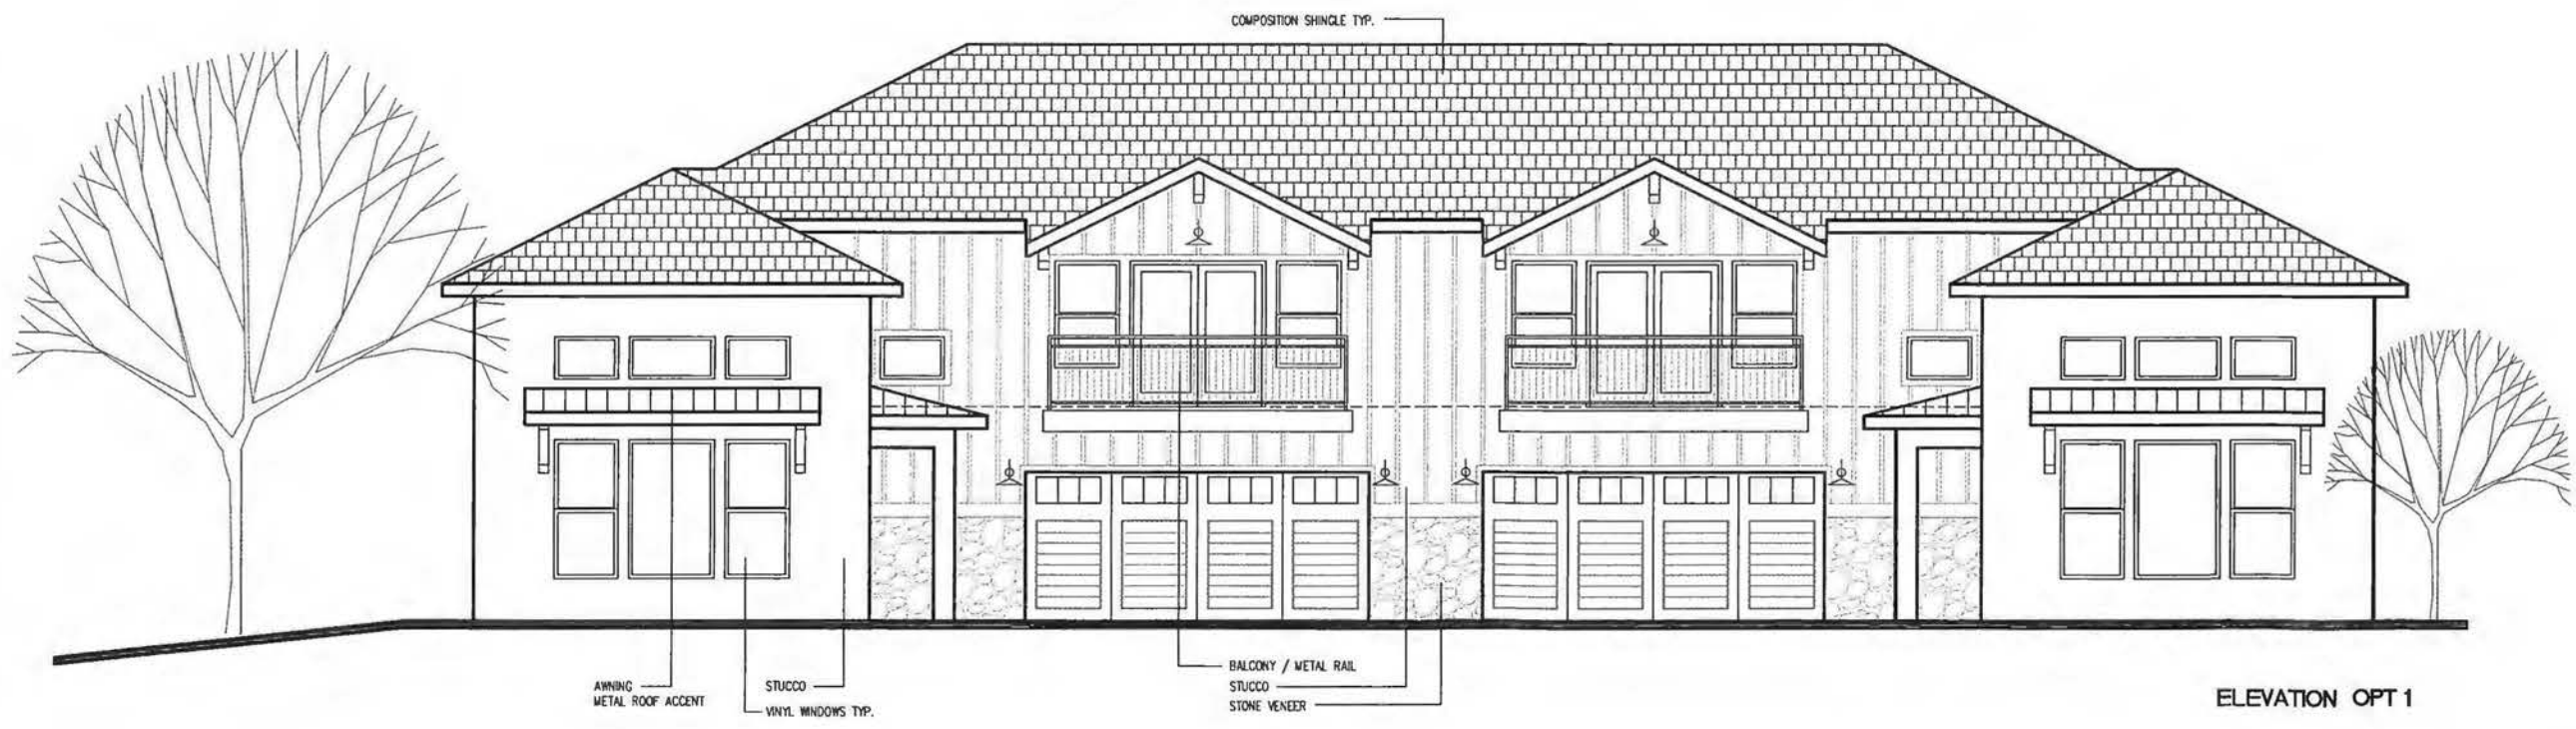 COMPOSITION SHINGLE TYP.
AWNING
METAL ROOF ACCENT
STUCCO
VINYL WINDOWS TYP.
BALCONY / METAL RAIL
STUCCO
STONE VENEER
ELEVATION OPT 1